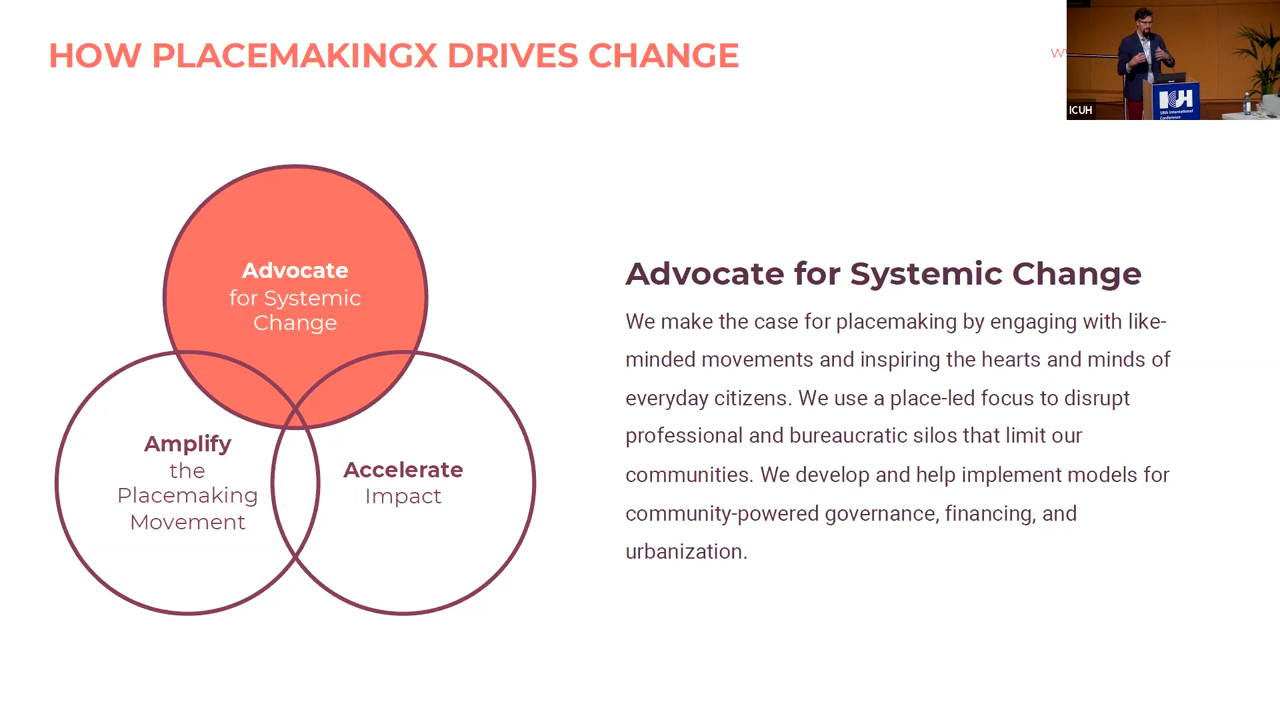 HOW PLACEMAKINGX DRIVES CHANGE
ICUH
18th International
Conference
Advocate
for Systemic
Change
Amplify
the
Placemaking
Movement
Accelerate
Impact
Advocate for Systemic Change
We make the case for placemaking by engaging with like-
minded movements and inspiring the hearts and minds of
everyday citizens. We use a place-led focus to disrupt
professional and bureaucratic silos that limit our
communities. We develop and help implement models for
community-powered governance, financing, and
urbanization.